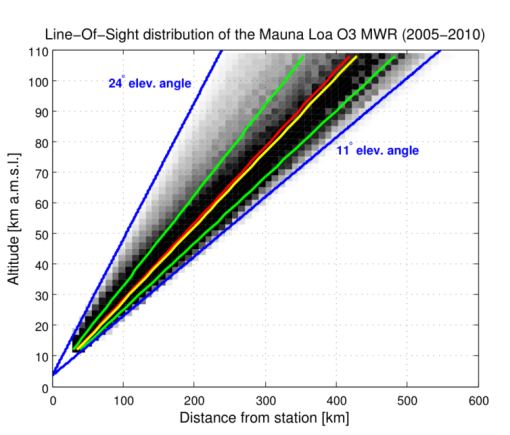 Line−Of−Sight distribution of the Mauna Loa O3 MWR (2005−2010)
110
100
90
80
70
60
50
40
30
20
10
0
Altitude [km a.m.s.l.]
24° elev. angle
11° elev. angle
0 100 200 300 400 500 600
Distance from station [km]